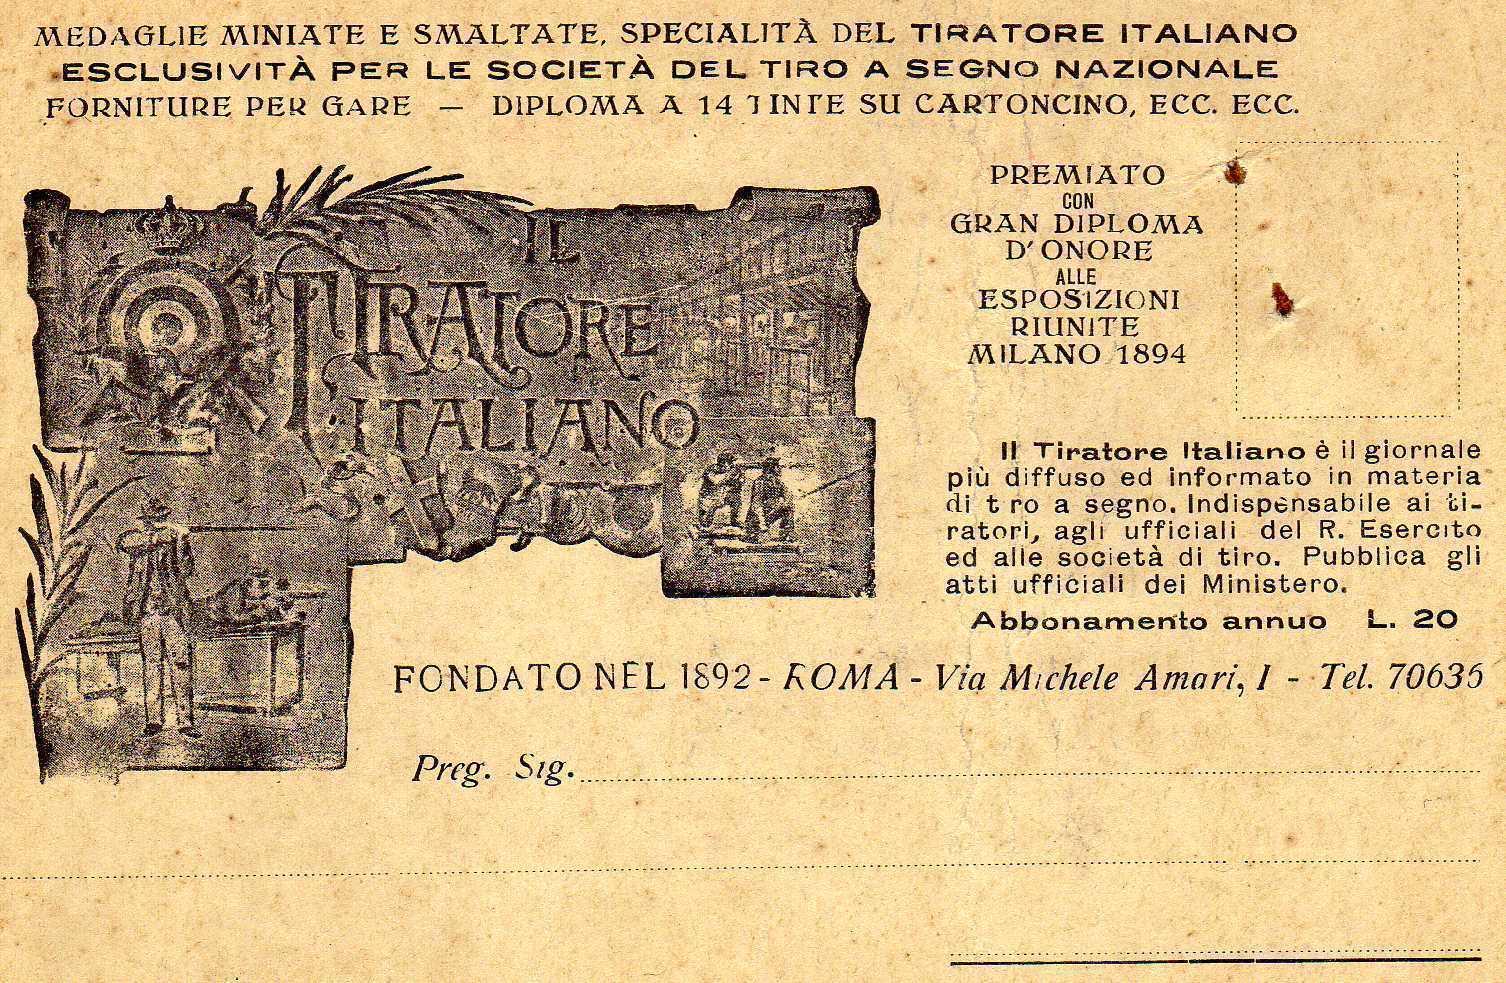 MEDAGLIE MINIATE E SMALTATE, SPECIALITÀ DEL TIRATORE ITALIANO
ESCLUSIVITÀ PER LE SOCIETÀ DEL TIRO A SEGNO NAZIONALE
FORNITURE PER GARE — DIPLOMA A 14 TINTE SU CARTONCINO, ECC. ECC.
IL
TIRATORE
ITALIANO
PREMIATO
CON
GRAN DIPLOMA
D'ONORE
ALLE
ESPOSIZIONI
RIUNITE
MILANO 1894
Il Tiratore Italiano è il giornale
più diffuso ed informato in materia
di t ro a segno. Indispensabile ai ti-
ratori, agli ufficiali del R. Esercito
ed alle società di tiro. Pubblica gli
atti ufficiali dei Ministero.
Abbonamento annuo L. 20
FONDATO NEL 1892 - ROMA - Via Michele Amari, 1 - Tel. 70635
Preg. Sig.